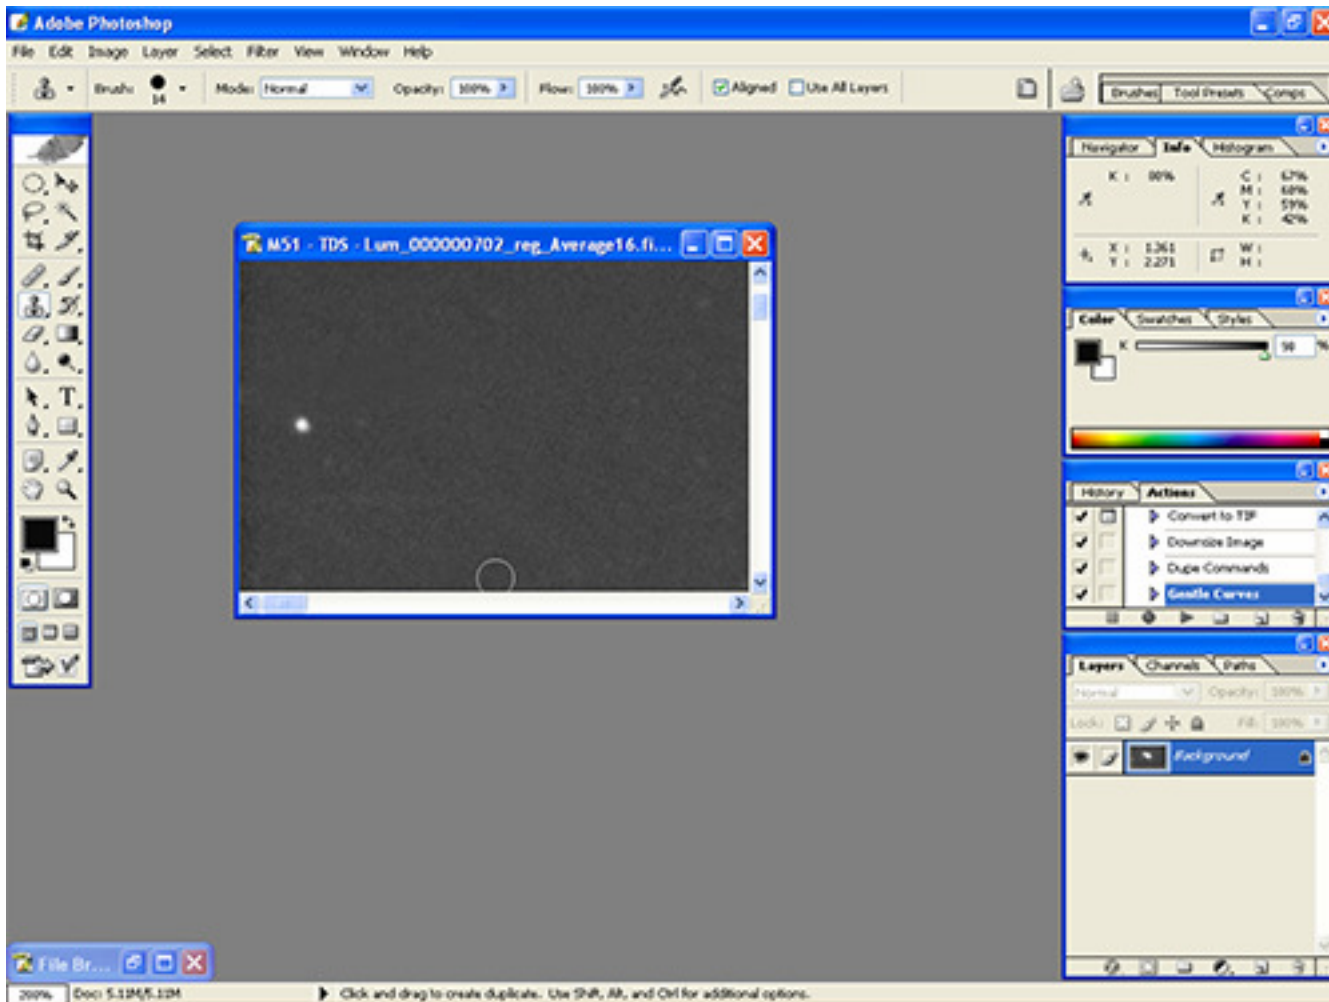 Adobe Photoshop
File Edit Image Layer Select Filter View Window Help
Brush: 14 Mode: Normal Opacity: 100% Flow: 100% Aligned Use All Layers Brushes Tool Presets Comps
Navigator Info Histogram
K : 80% C : 67%
M : 60%
Y : 59%
K : 42%
X : 1.361 W :
Y : 2.271 H :
M51 - TDS - Lum_000000702_reg_Average16.fi...
Color Swatches Styles
K 90 %
T
History Actions
Convert to TIF
Downsize Image
Dupe Commands
Gentle Curves
Layers Channels Paths
Normal Opacity: 100%
Lock: Fill: 100%
Background
File Br...
200% Doc: 5.11M/5.11M Click and drag to create duplicate. Use Shift, Alt, and Ctrl for additional options.